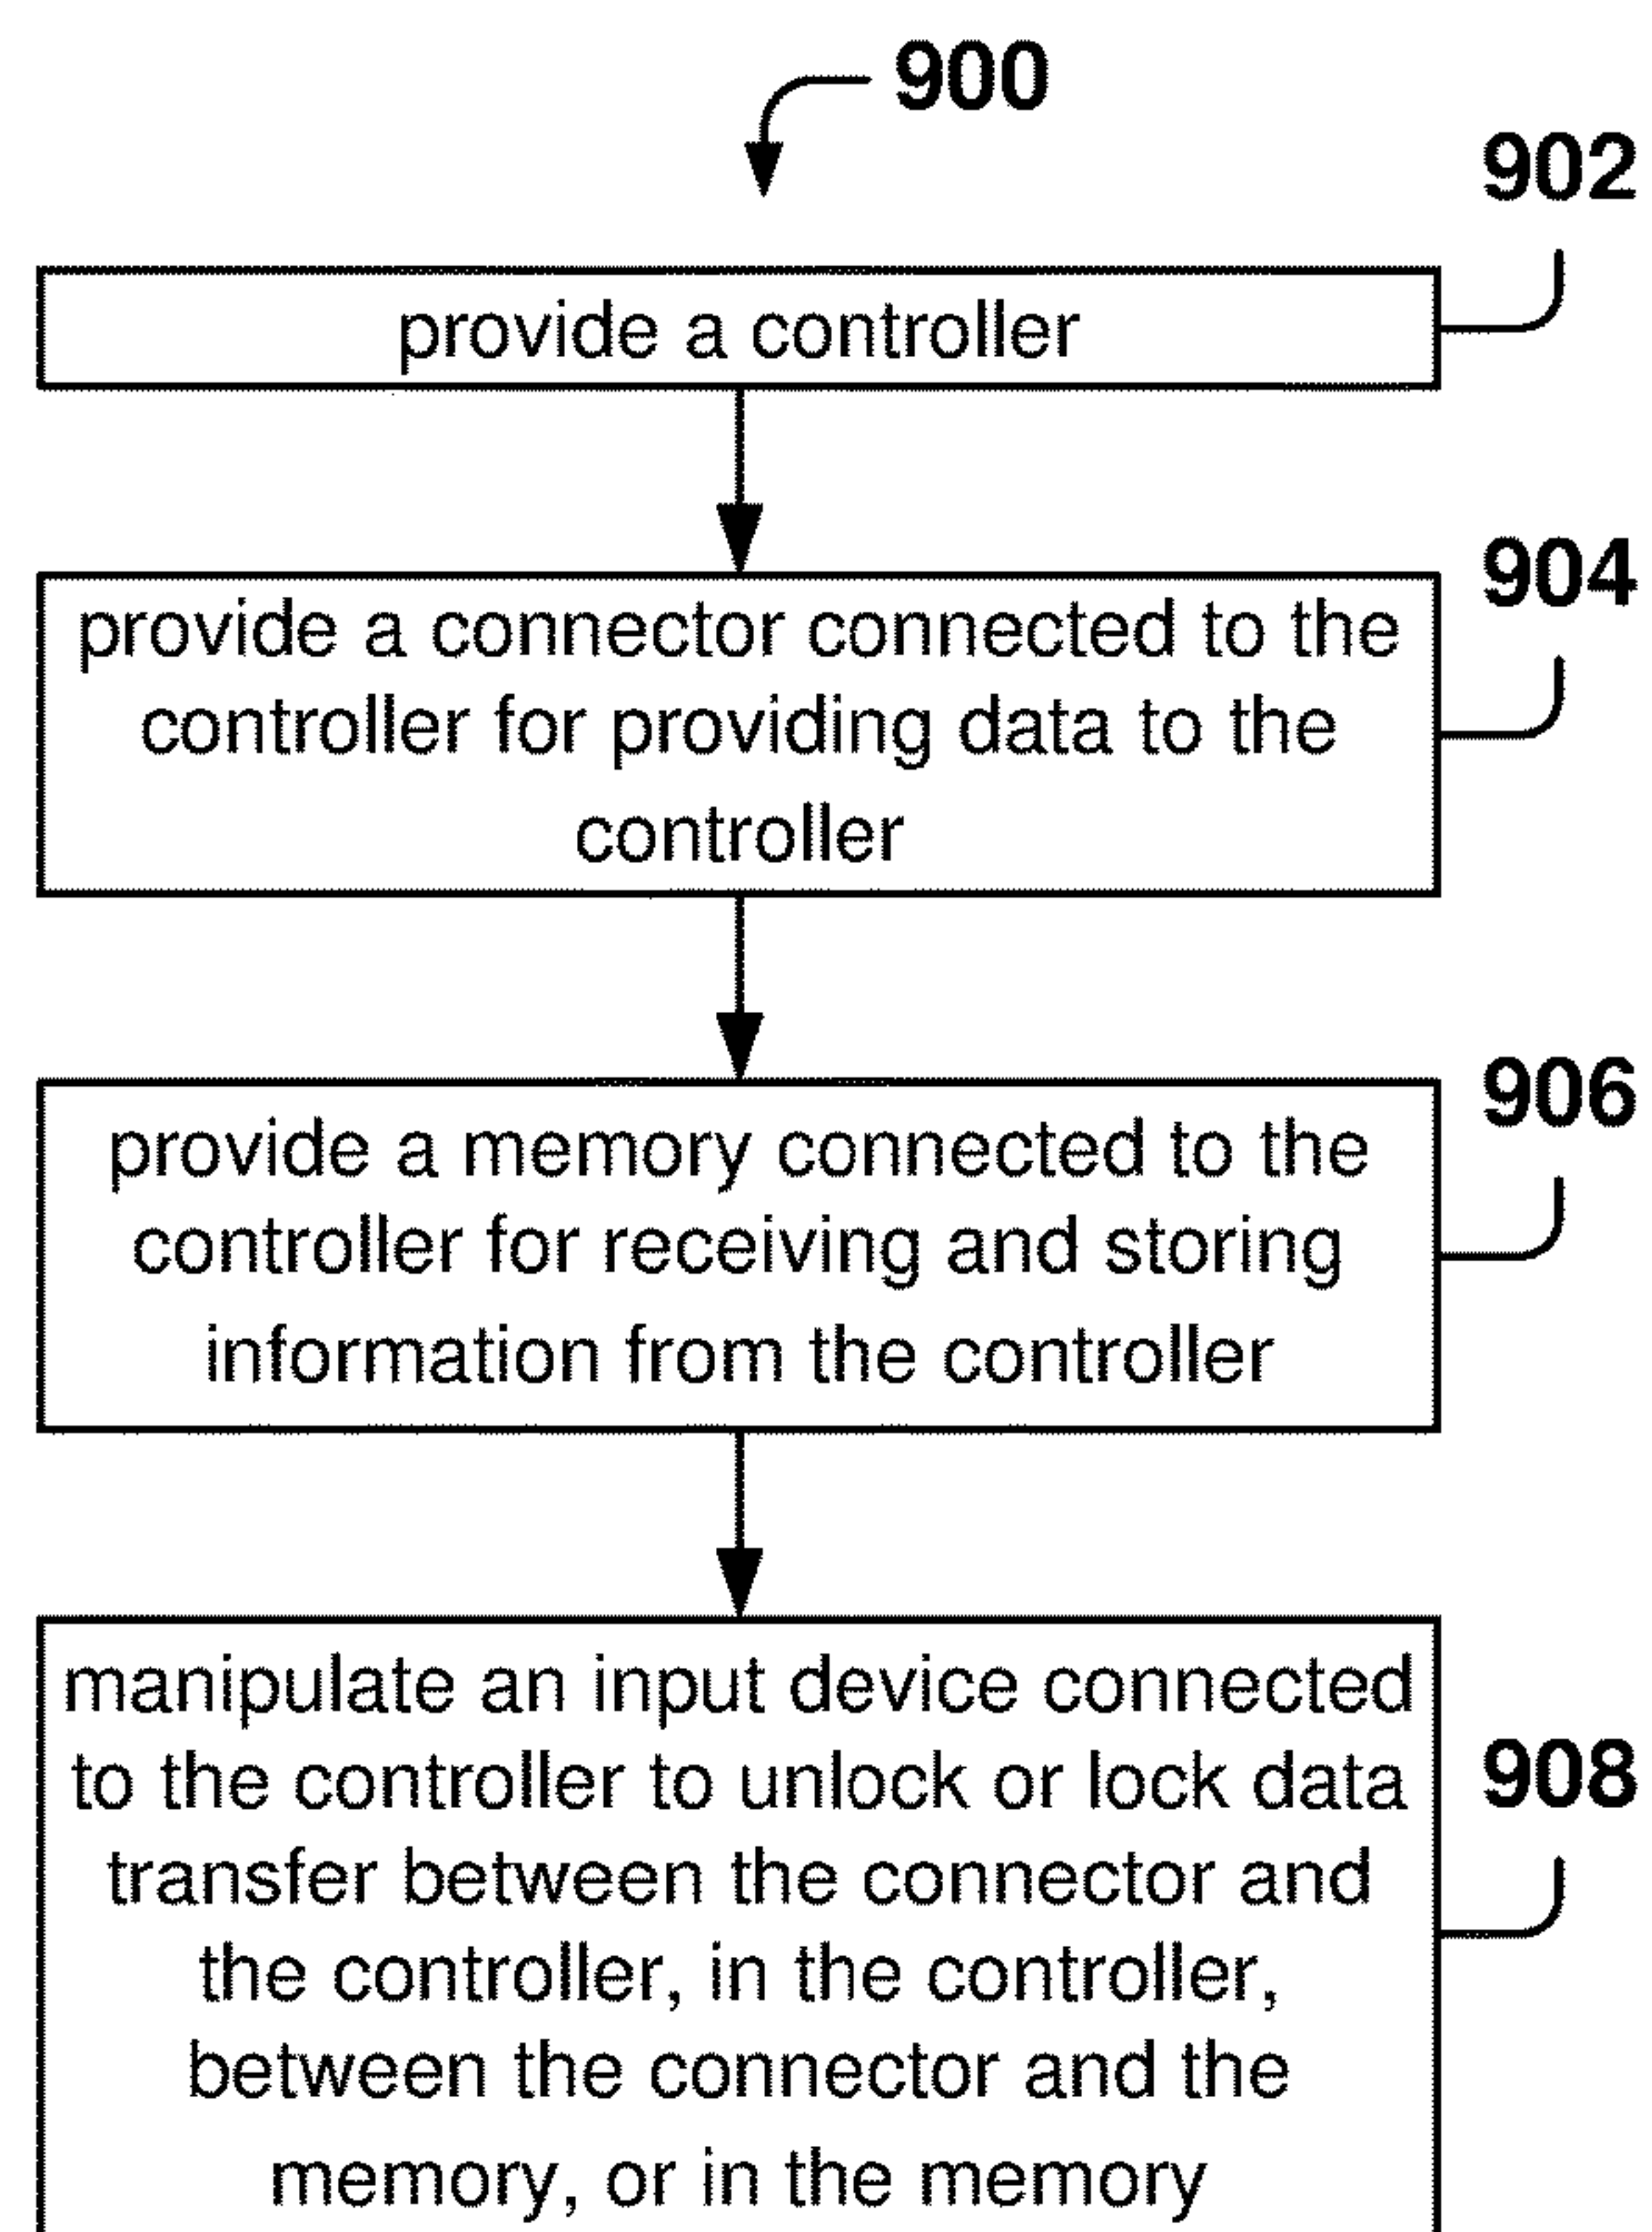 900
902
provide a controller
904
provide a connector connected to the
controller for providing data to the
controller
906
provide a memory connected to the
controller for receiving and storing
information from the controller
908
manipulate an input device connected
to the controller to unlock or lock data
transfer between the connector and
the controller, in the controller,
between the connector and the
memory, or in the memory